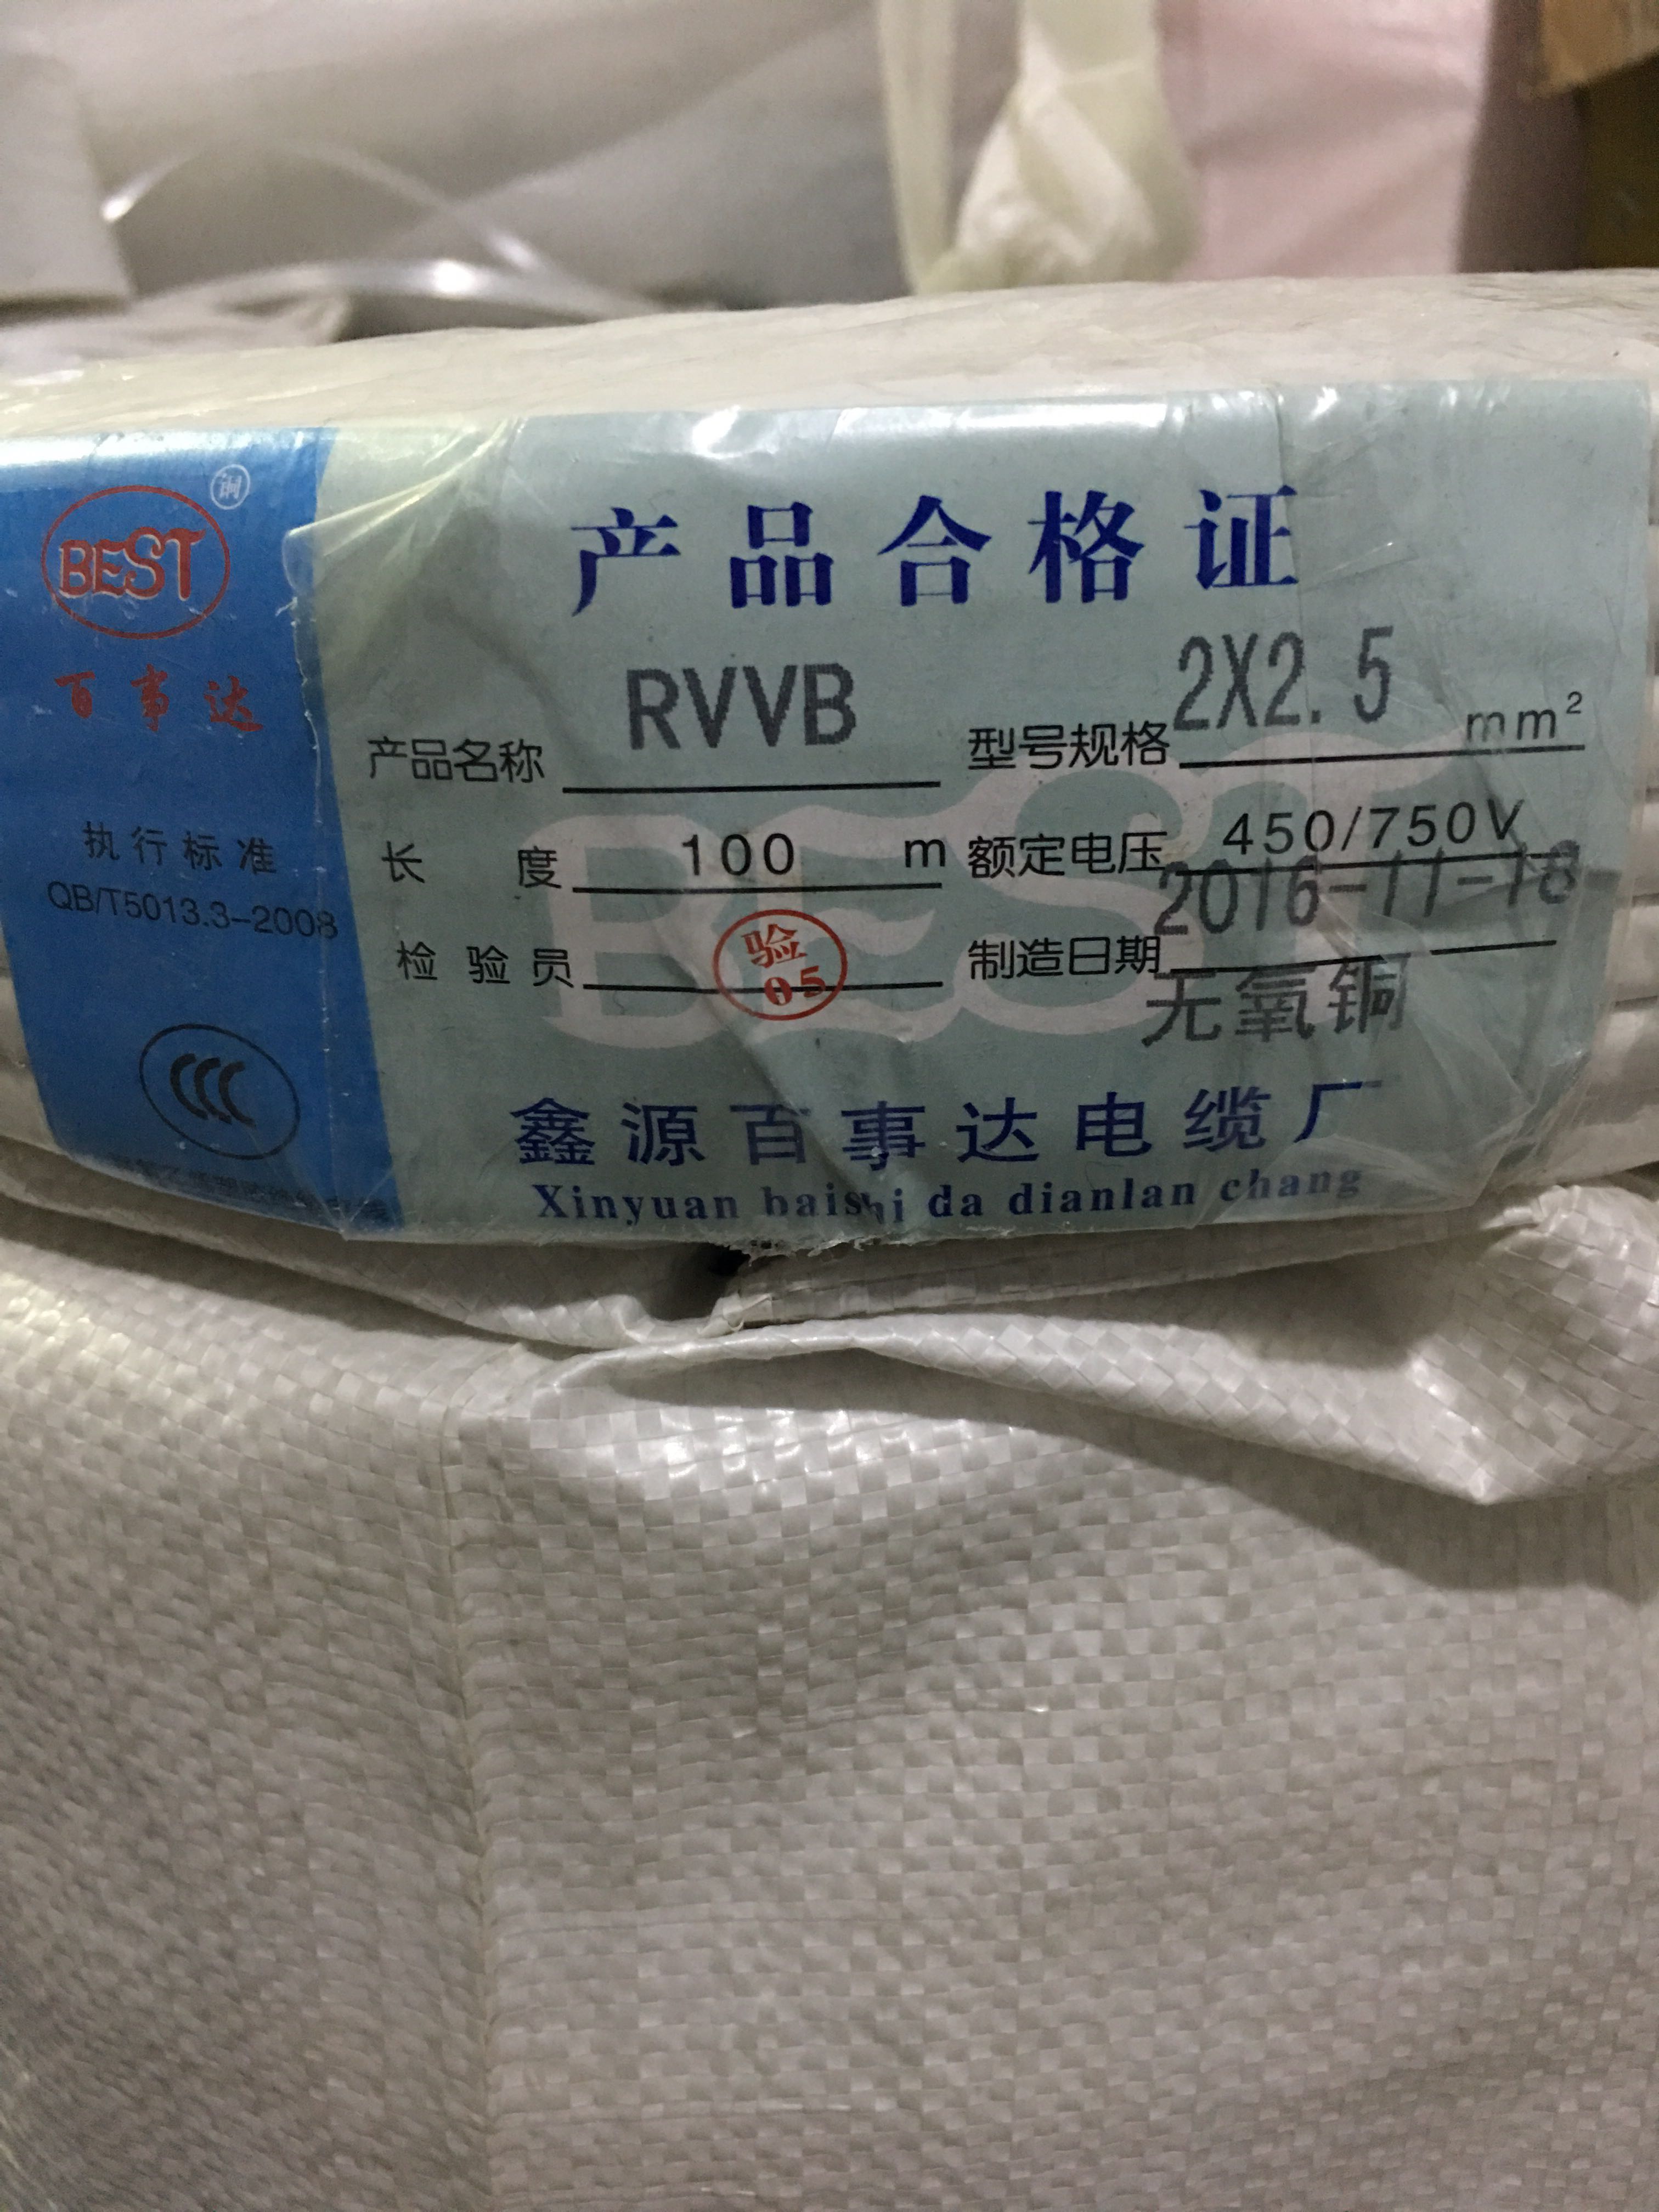 BEST
铜
百事达
执行标准
QB/T5013.3-2008
CCC
产品合格证
产品名称 RVVB 型号规格 2X2.5 mm²
长度 100 m 额定电压 450/750V
检验员 验 05 制造日期 2016-11-18
无氧铜
鑫源百事达电缆厂
Xinyuan baishi da dianlan chang
BEST